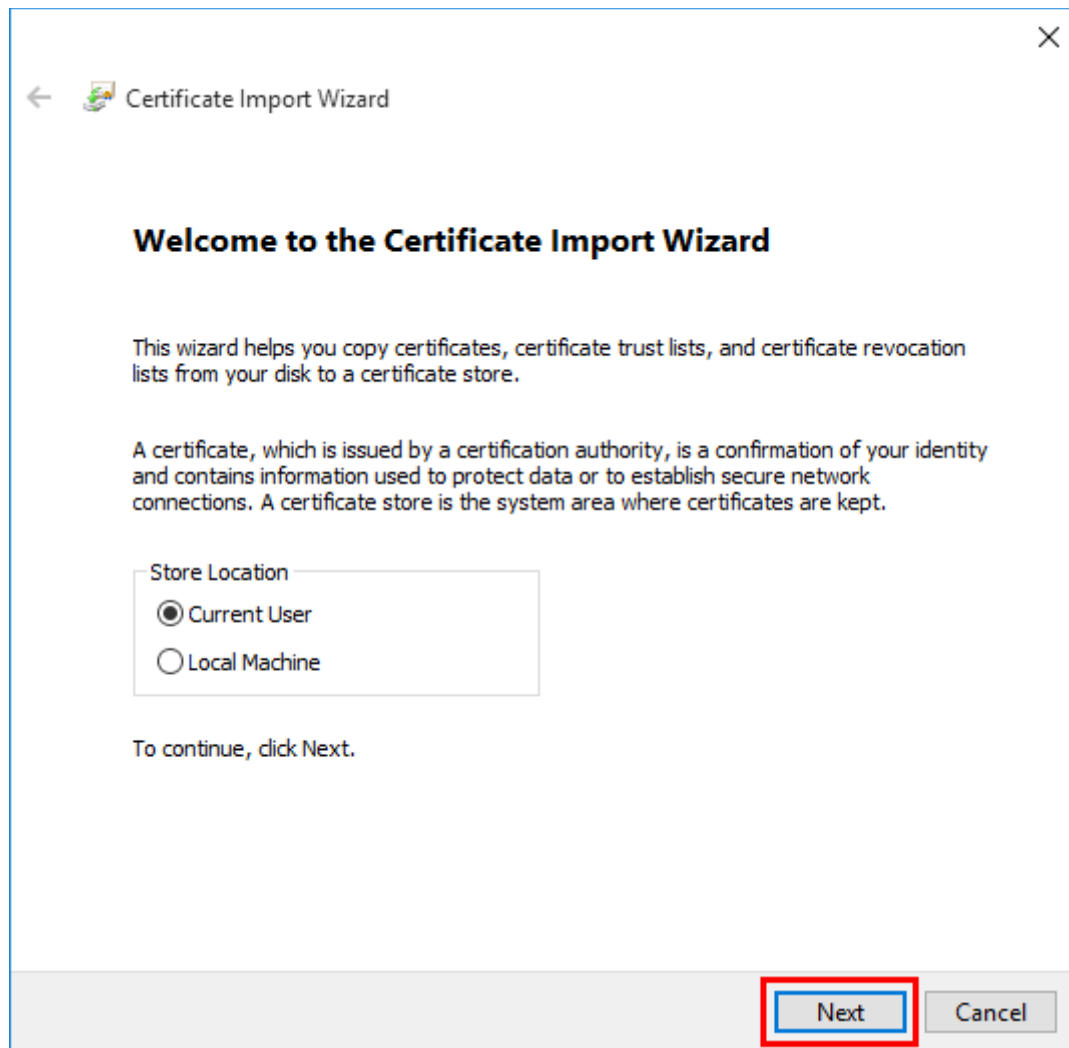 Certificate Import Wizard
Welcome to the Certificate Import Wizard
This wizard helps you copy certificates, certificate trust lists, and certificate revocation
lists from your disk to a certificate store.
A certificate, which is issued by a certification authority, is a confirmation of your identity
and contains information used to protect data or to establish secure network
connections. A certificate store is the system area where certificates are kept.
Store Location
Current User
Local Machine
To continue, click Next.
Next
Cancel